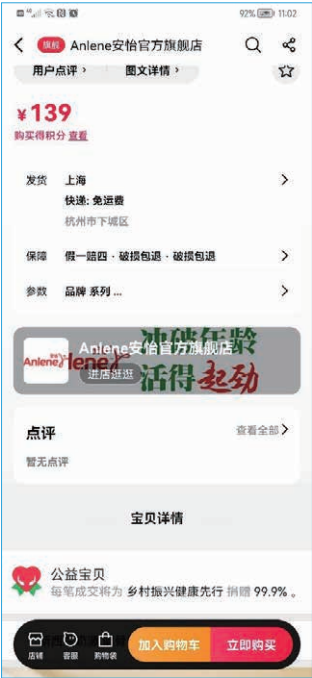 92% 11:02
旗舰 Anlene安怡官方旗舰店
用户点评 图文详情
¥139
购买得积分 查看
发货 上海
快递: 免运费
杭州市下城区
保障 假一赔四 · 破损包退 · 破损包退
参数 品牌 系列 ...
冲破年龄
Anlene安怡官方旗舰店
Anlene
进店逛逛
活得起劲
点评 查看全部
暂无点评
宝贝详情
公益宝贝
每笔成交将为 乡村振兴健康先行 捐赠 99.9% 。
店铺 客服 购物袋 加入购物车 立即购买